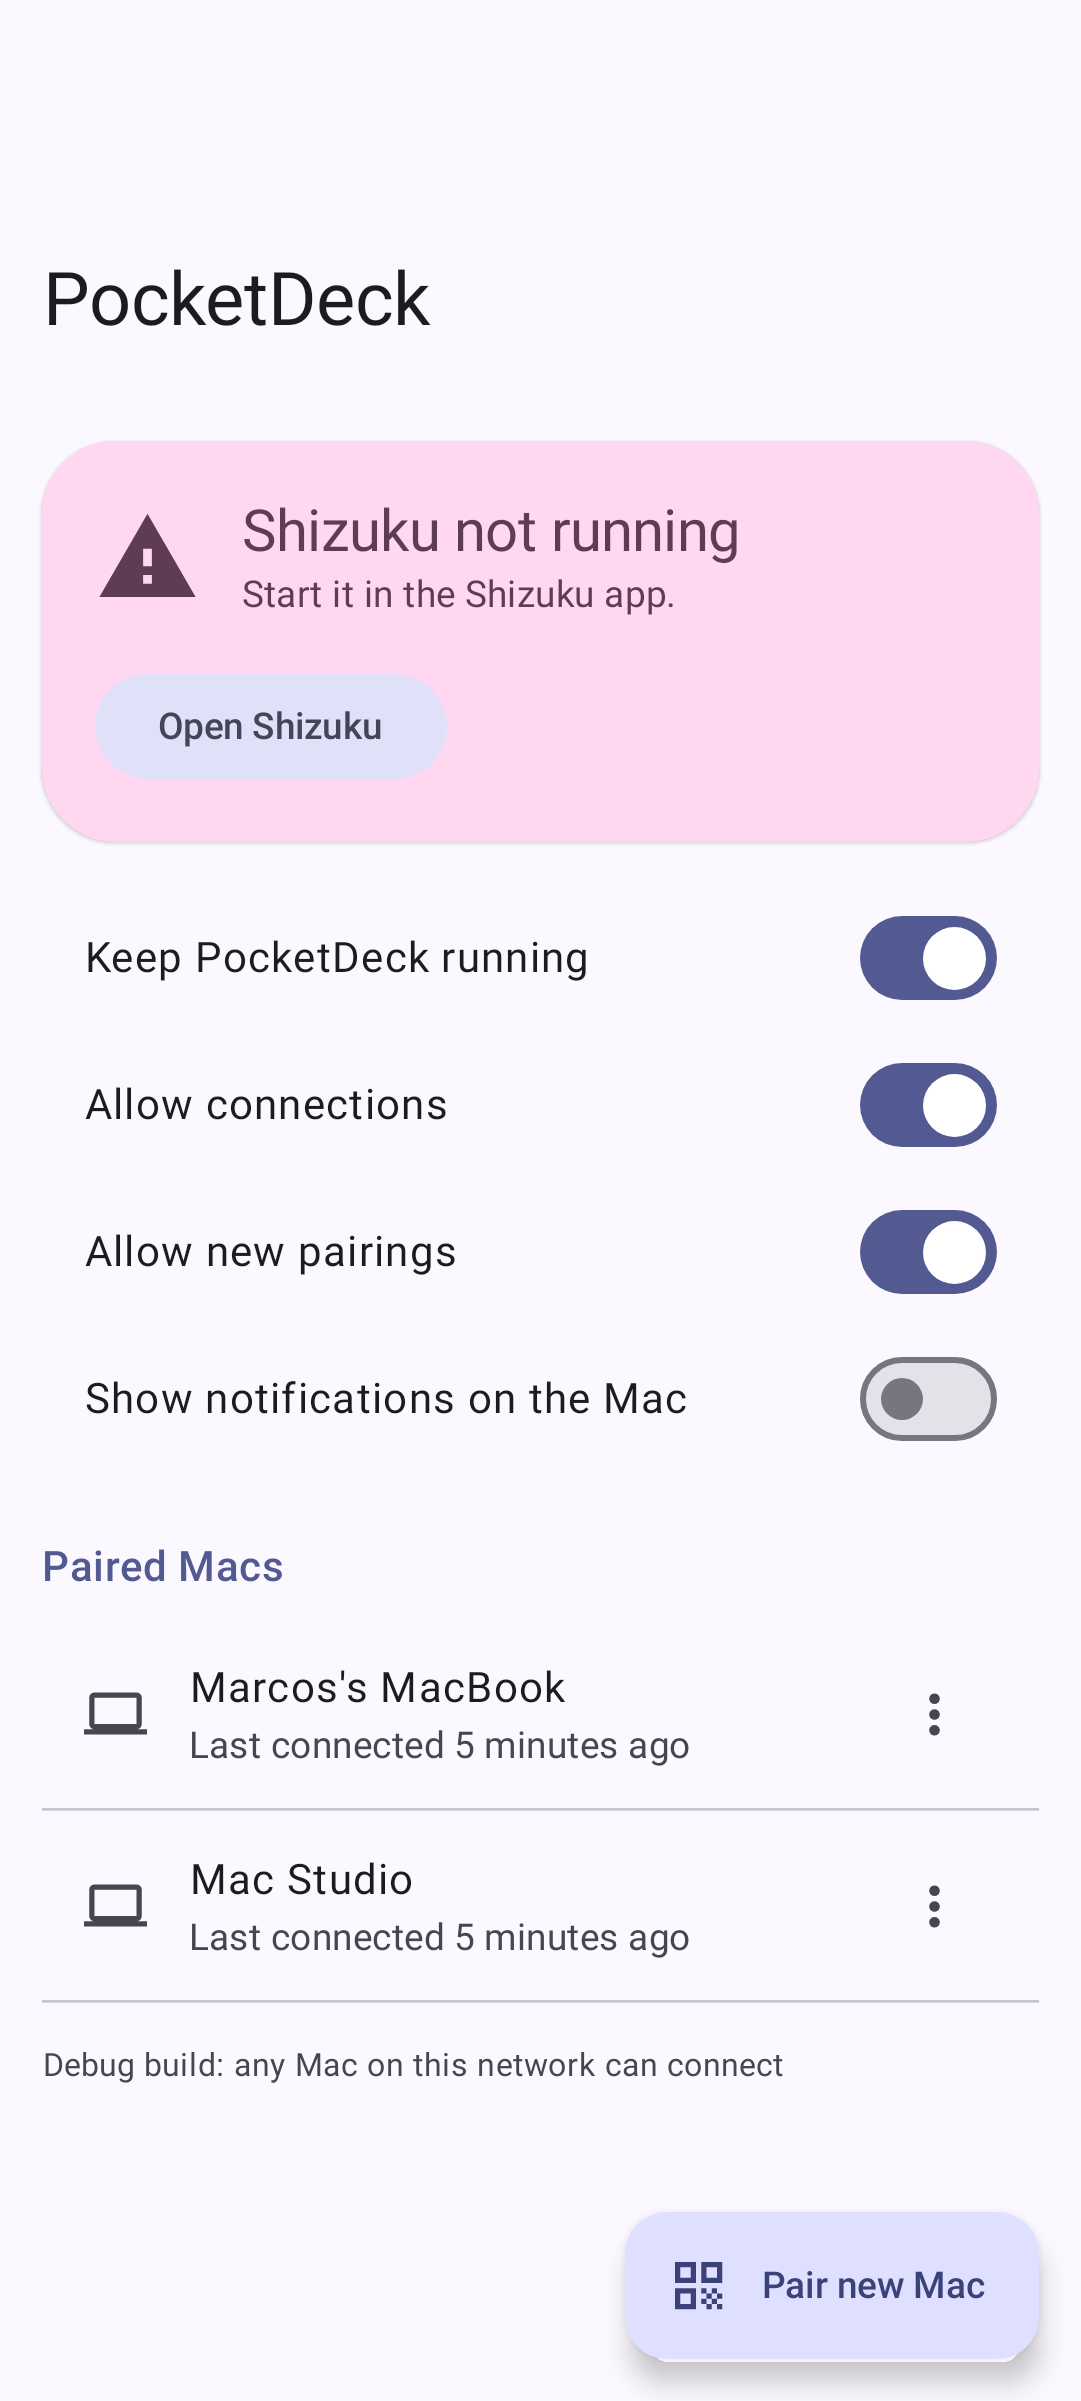 PocketDeck
Shizuku not running
Start it in the Shizuku app.
Open Shizuku
Keep PocketDeck running
Allow connections
Allow new pairings
Show notifications on the Mac
Paired Macs
Marcos's MacBook
Last connected 5 minutes ago
Mac Studio
Last connected 5 minutes ago
Debug build: any Mac on this network can connect
Pair new Mac